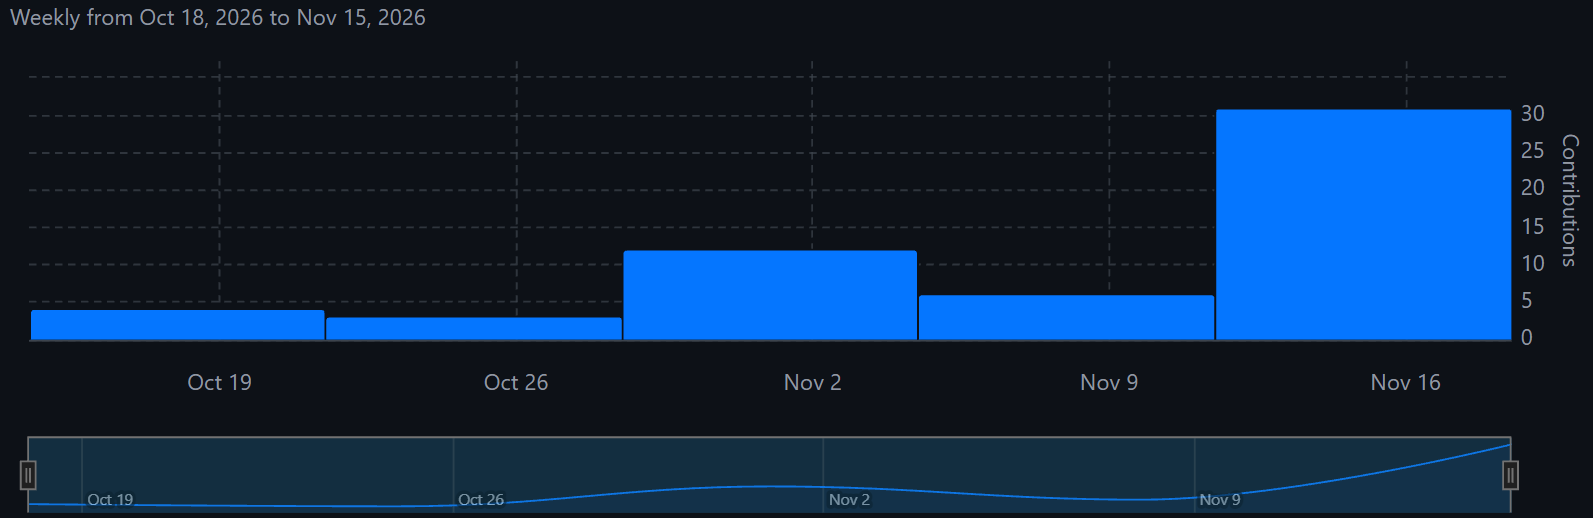 Weekly from Oct 18, 2026 to Nov 15, 2026
30
25
20
15
10
5
0
Contributions
Oct 19 Oct 26 Nov 2 Nov 9 Nov 16
Oct 19 Oct 26 Nov 2 Nov 9